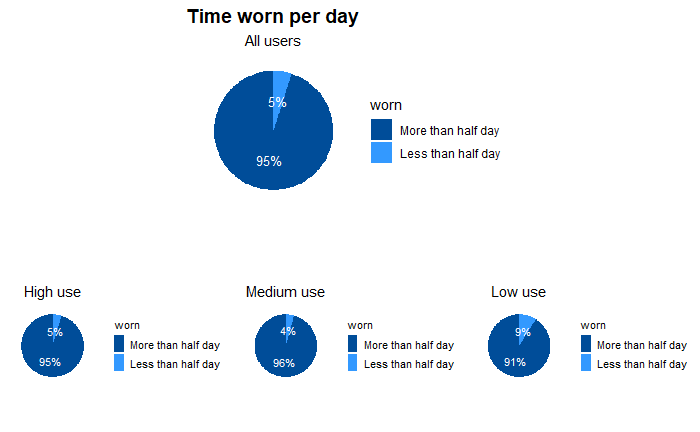 Time worn per day
All users
5%
95%
worn
More than half day
Less than half day
High use
5%
95%
worn
More than half day
Less than half day
Medium use
4%
96%
worn
More than half day
Less than half day
Low use
9%
91%
worn
More than half day
Less than half day